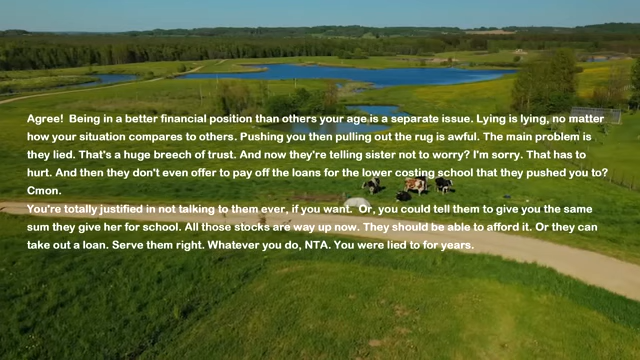 Agree!  Being in a better financial position than others your age is a separate issue. Lying is lying, no matter
how your situation compares to others. Pushing you then pulling out the rug is awful. The main problem is
they lied. That's a huge breech of trust. And now they're telling sister not to worry? I'm sorry. That has to
hurt. And then they don't even offer to pay off the loans for the lower costing school that they pushed you to?
Cmon.
You're totally justified in not talking to them ever, if you want.  Or, you could tell them to give you the same
sum they give her for school. All those stocks are way up now. They should be able to afford it. Or they can
take out a loan. Serve them right. Whatever you do, NTA. You were lied to for years.